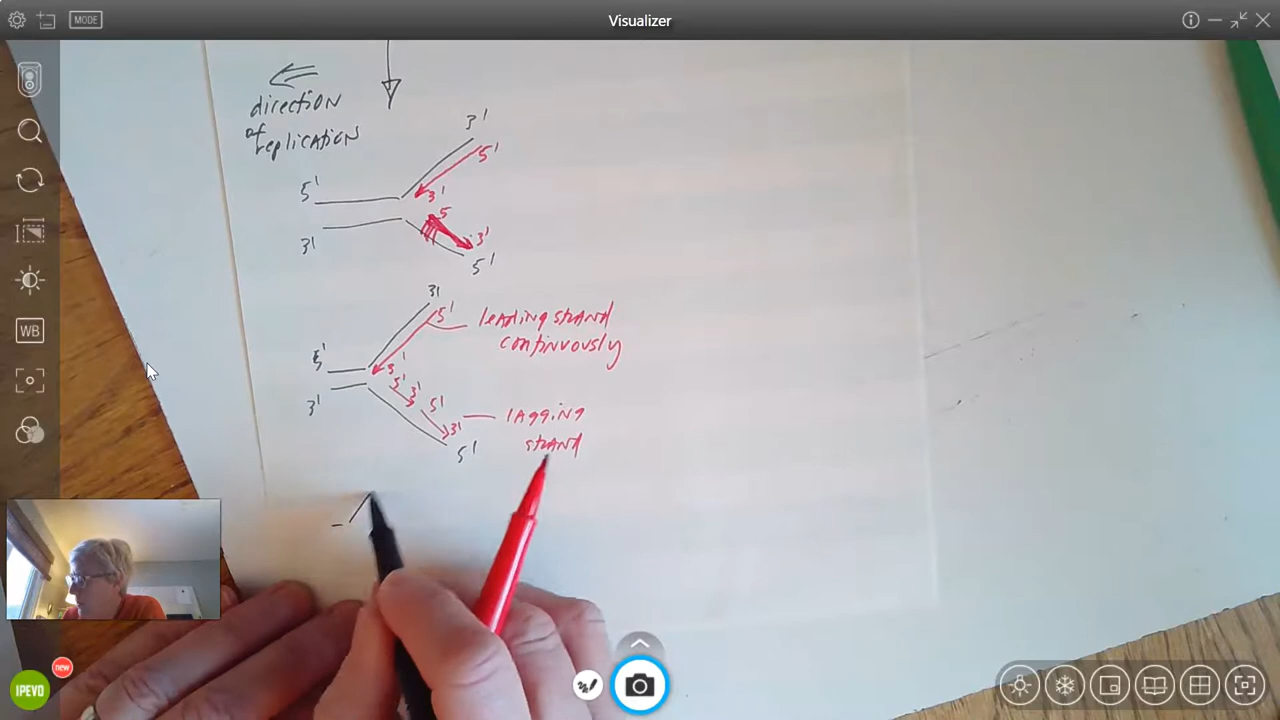 MODE
Visualizer
direction
of
replication
3'
5'
5'
3'
5
3'
3'
5'
3'
5'
leading strand
continuously
5'
3'
5'
3'
5'
3'
3'
lagging
strand
5'
WB
new
IPEVO